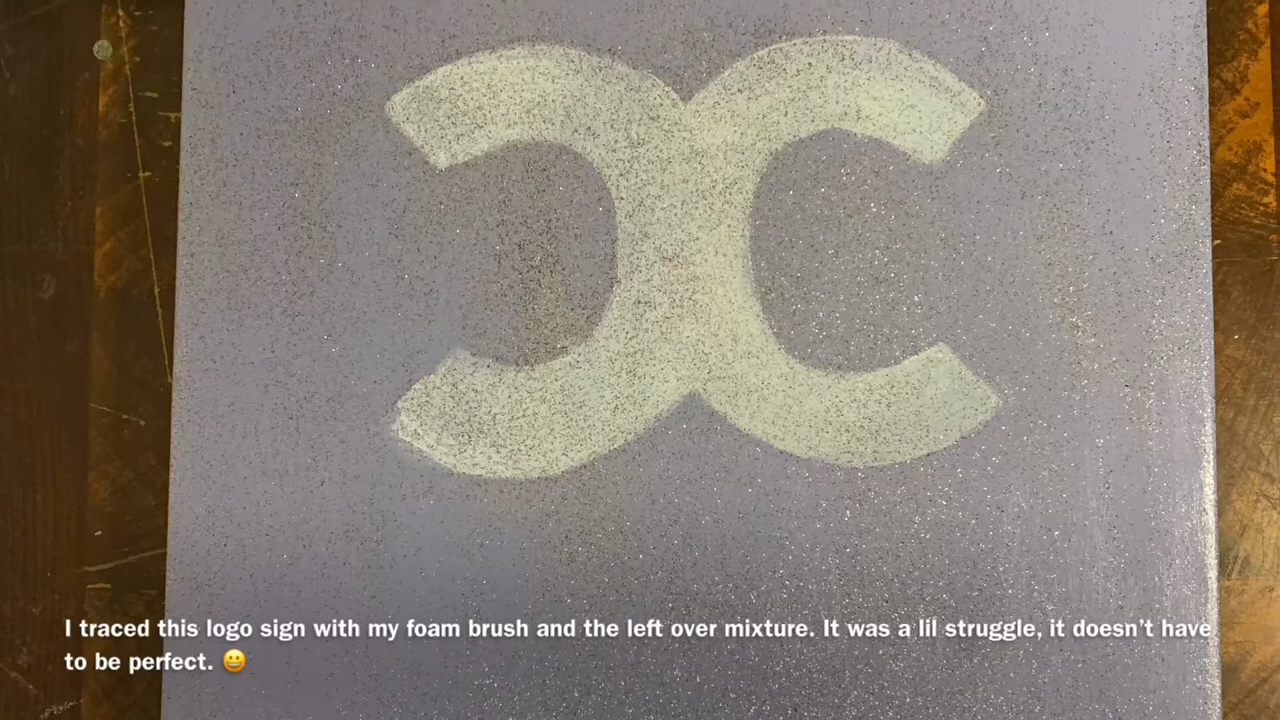 I traced this logo sign with my foam brush and the left over mixture. It was a lil struggle, it doesn’t have
to be perfect. 😀